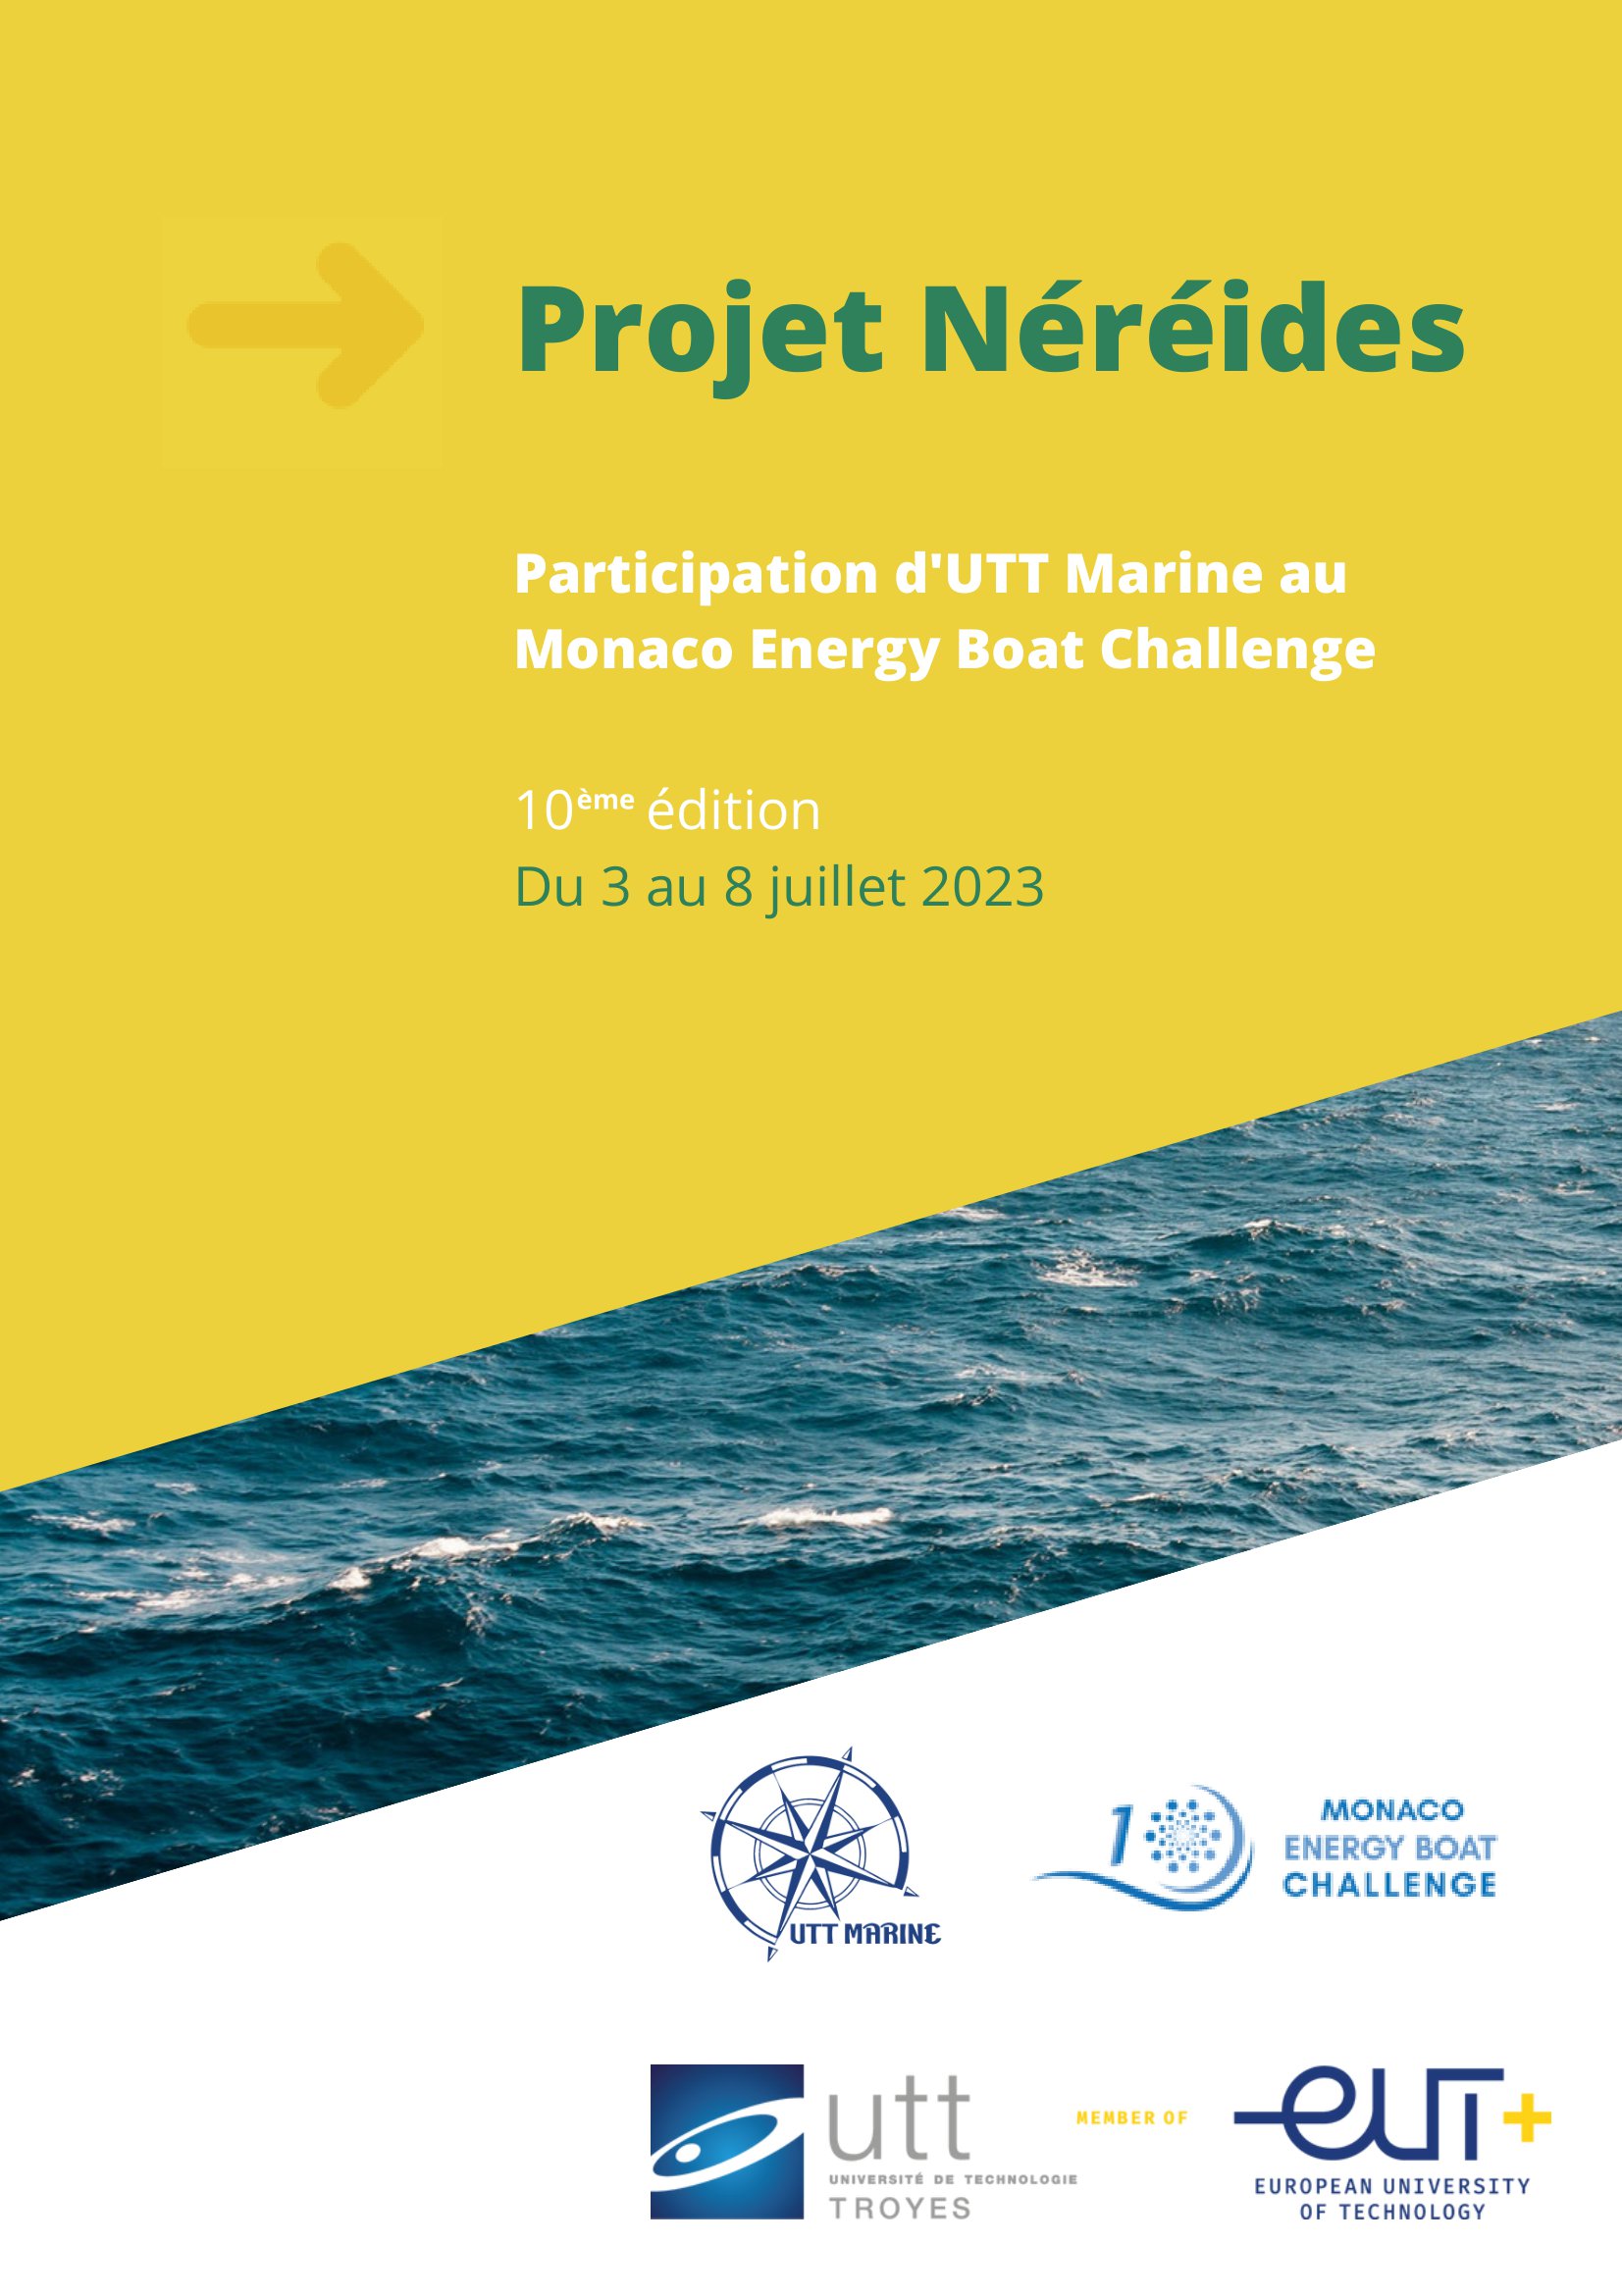 Projet Néréides
Participation d'UTT Marine au
Monaco Energy Boat Challenge
10ème édition
Du 3 au 8 juillet 2023
UTT MARINE
10
MONACO
ENERGY BOAT
CHALLENGE
utt
UNIVERSITÉ DE TECHNOLOGIE
TROYES
MEMBER OF
eut+
EUROPEAN UNIVERSITY
OF TECHNOLOGY